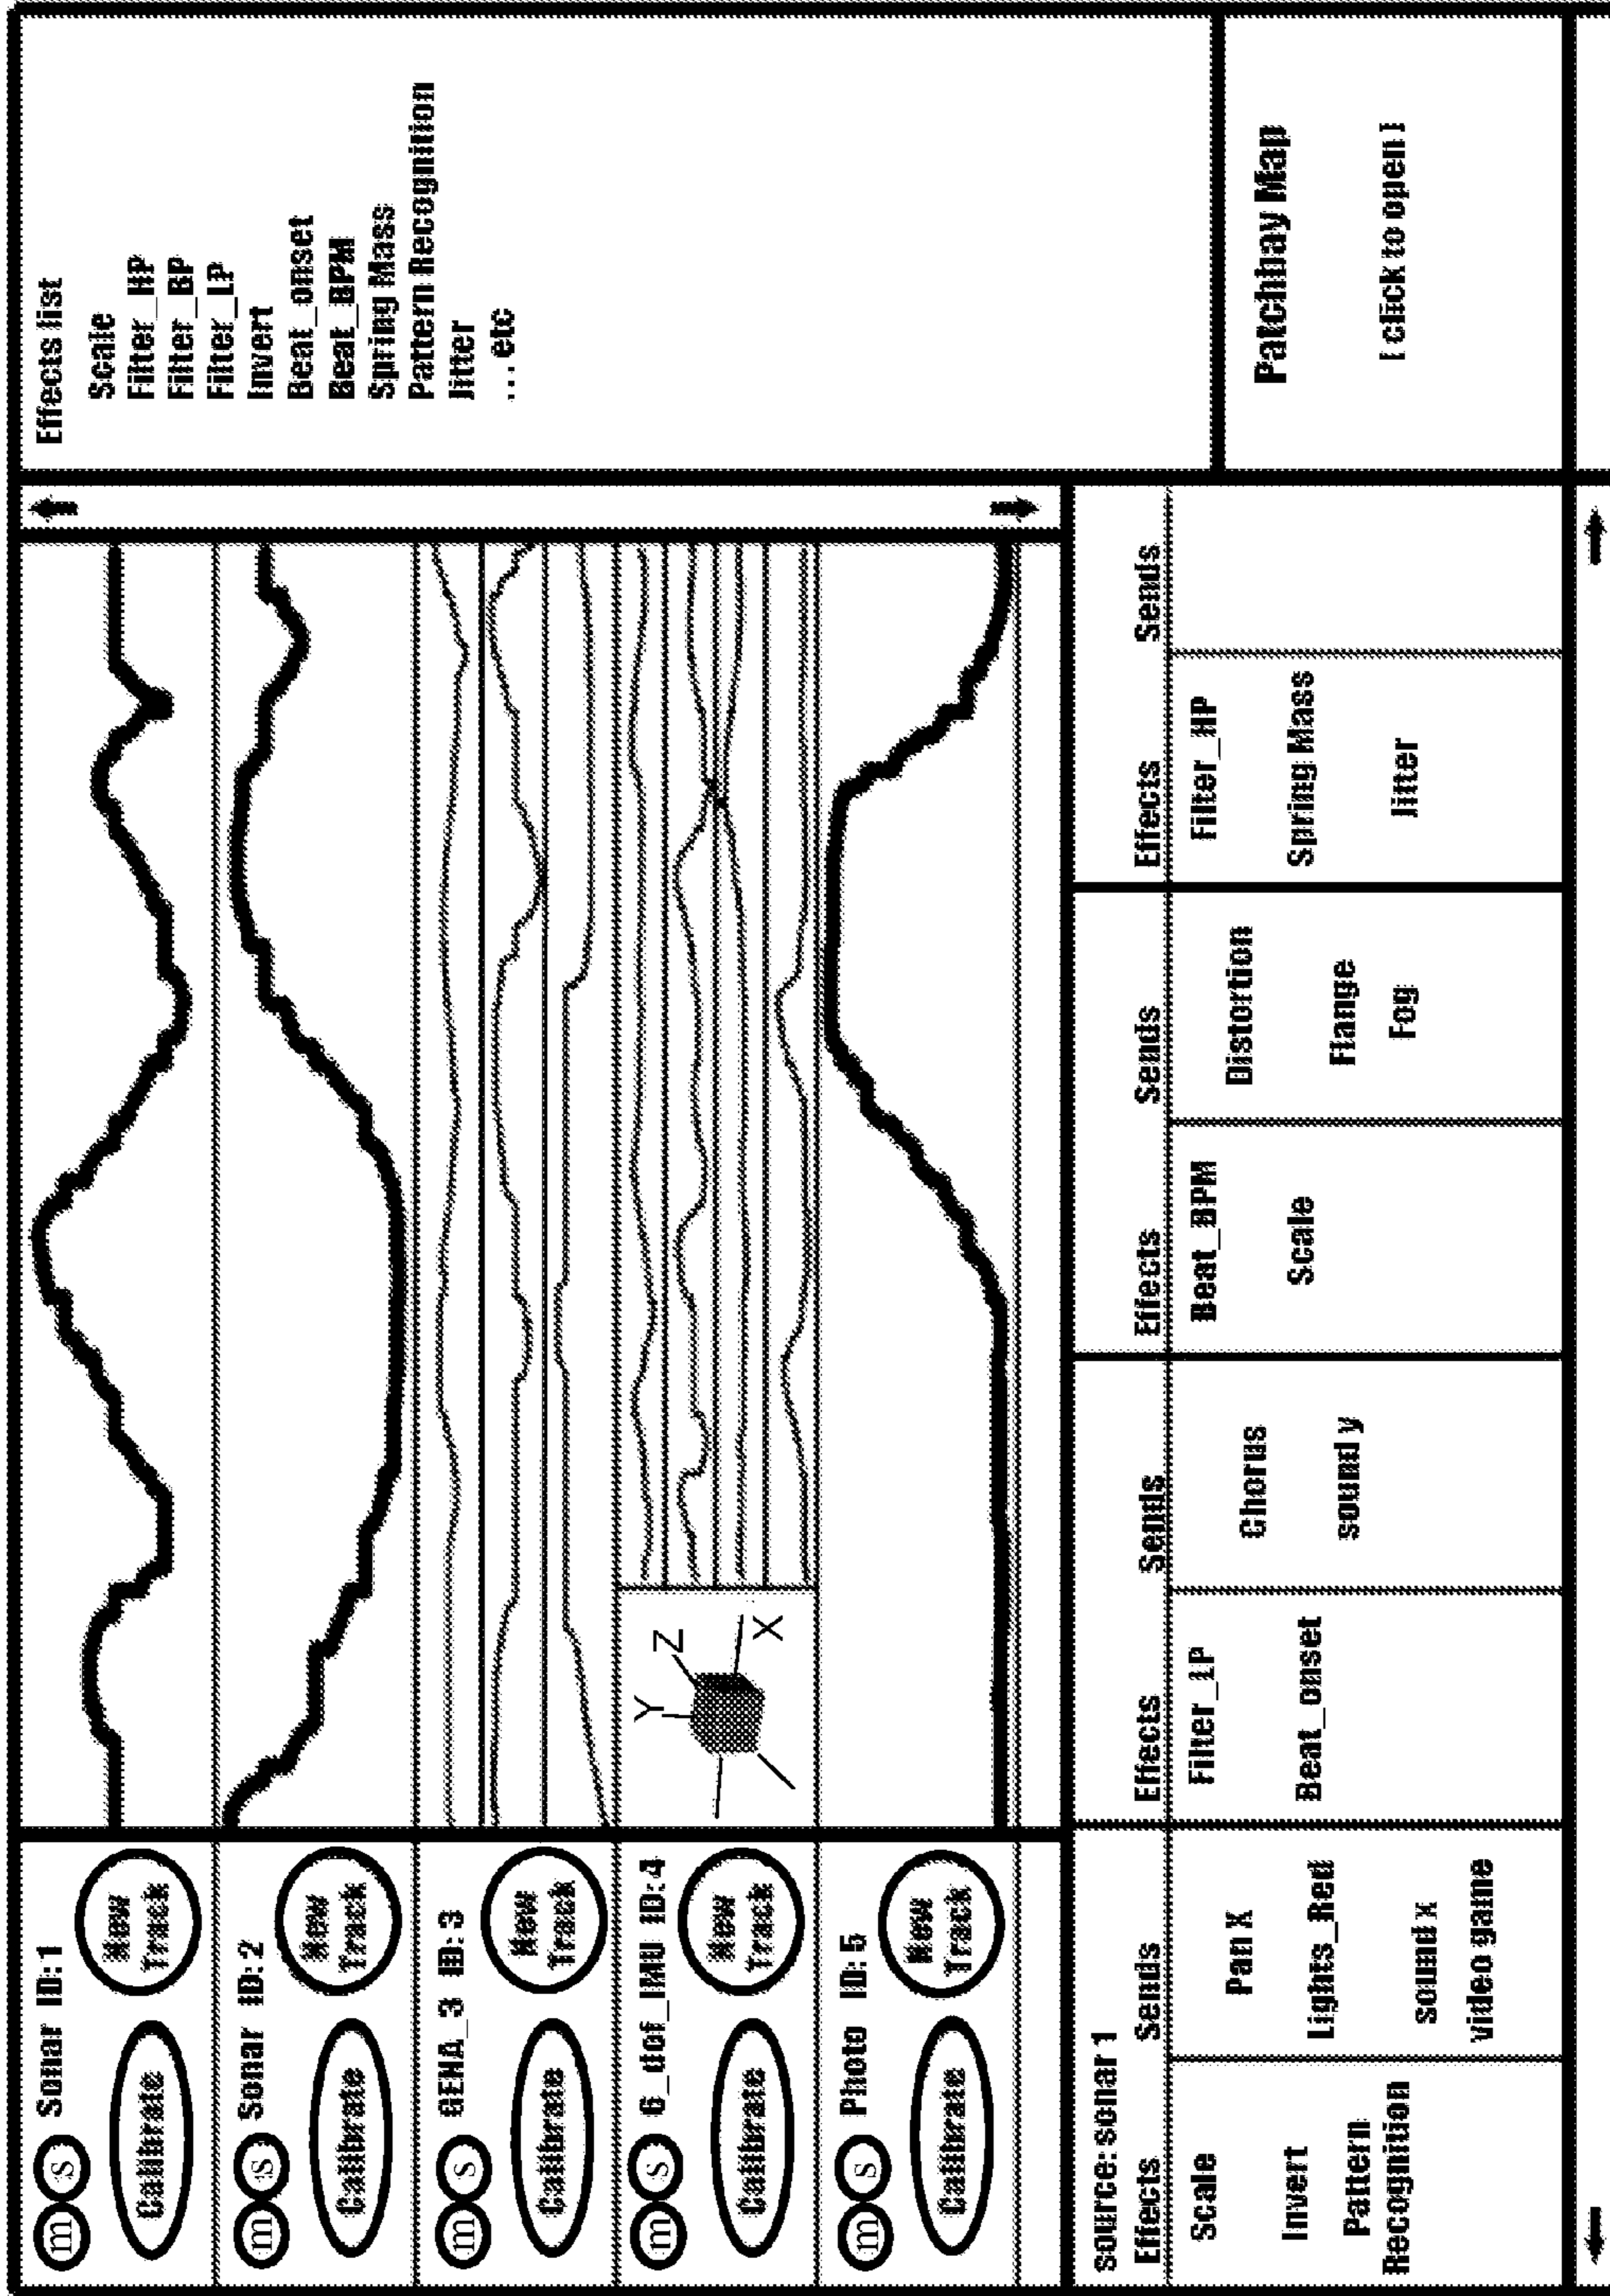 m s Sonar ID: 1
Calibrate
New
Track
m s Sonar ID: 2
Calibrate
New
Track
m s GEHA_3 ID: 3
Calibrate
New
Track
m s 6_dof_IMU ID:4
Calibrate
New
Track
Y
Z
X
m s Photo ID: 5
Calibrate
New
Track
Effects list
Scale
Filter_HP
Filter_BP
Filter_LP
Invert
Beat_onset
Beat_BPM
Spring Mass
Pattern Recognition
Jitter
...etc
source: sonar 1
Effects Sends Effects Sends Effects Sends Effects Sends
Scale
Invert
Pattern
Recognition
Pan X
Lights_Red
sound x
video game
Filter_LP
Beat_onset
Chorus
sound y
Beat_BPM
Scale
Distortion
Flange
Fog
Filter_HP
Spring Mass
Jitter
Patchbay Map
[ click to open ]